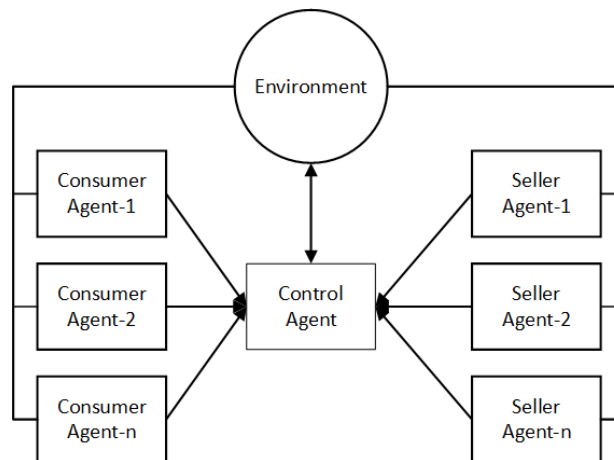 Environment
Consumer
Agent-1
Seller
Agent-1
Consumer
Agent-2
Control
Agent
Seller
Agent-2
Consumer
Agent-n
Seller
Agent-n